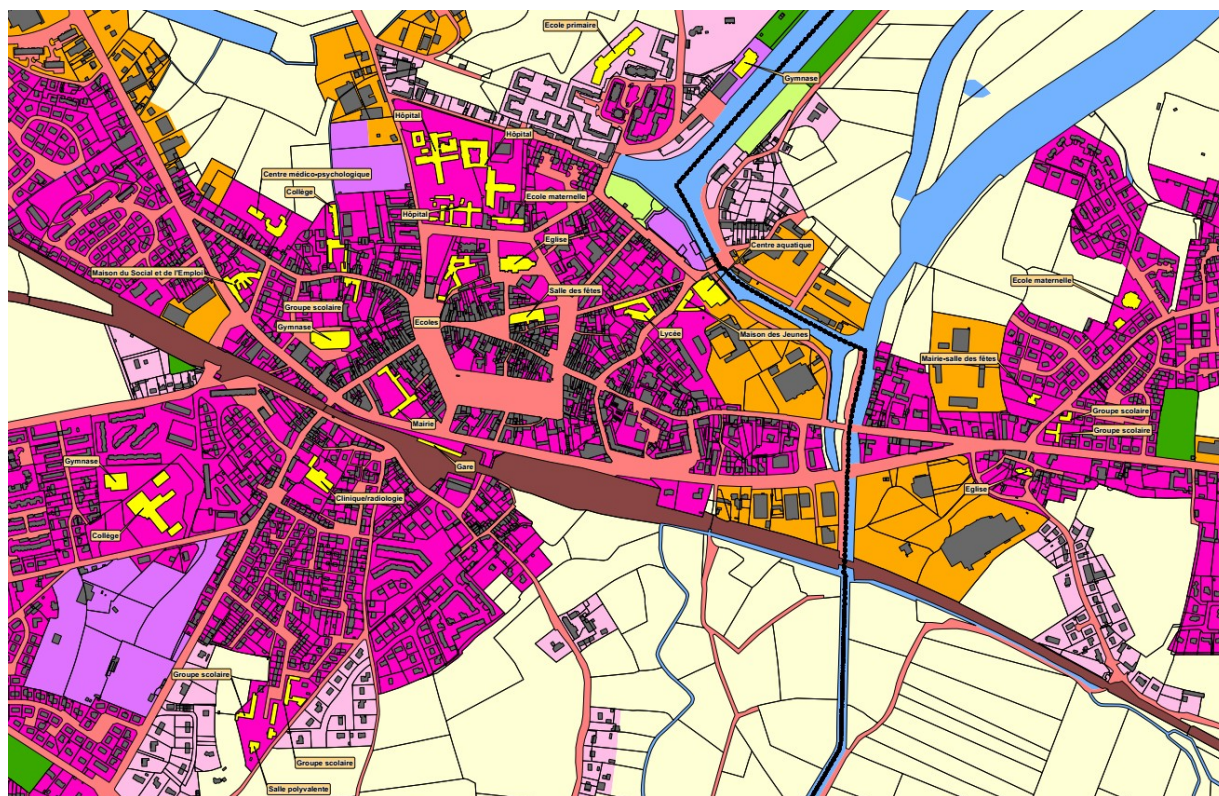 Ecole primaire
Gymnase
Hôpital
Hôpital
Centre médico-psychologique
Collège
Ecole maternelle
Hôpital
Eglise
Centre aquatique
Maison du Social et de l'Emploi
Ecole maternelle
Salle des fêtes
Groupe scolaire
Gymnase
Ecoles
Lycée
Maison des Jeunes
Mairie-salle des fêtes
Groupe scolaire
Mairie
Groupe scolaire
Gare
Gymnase
Eglise
Clinique/radiologie
Collège
Groupe scolaire
Groupe scolaire
Salle polyvalente